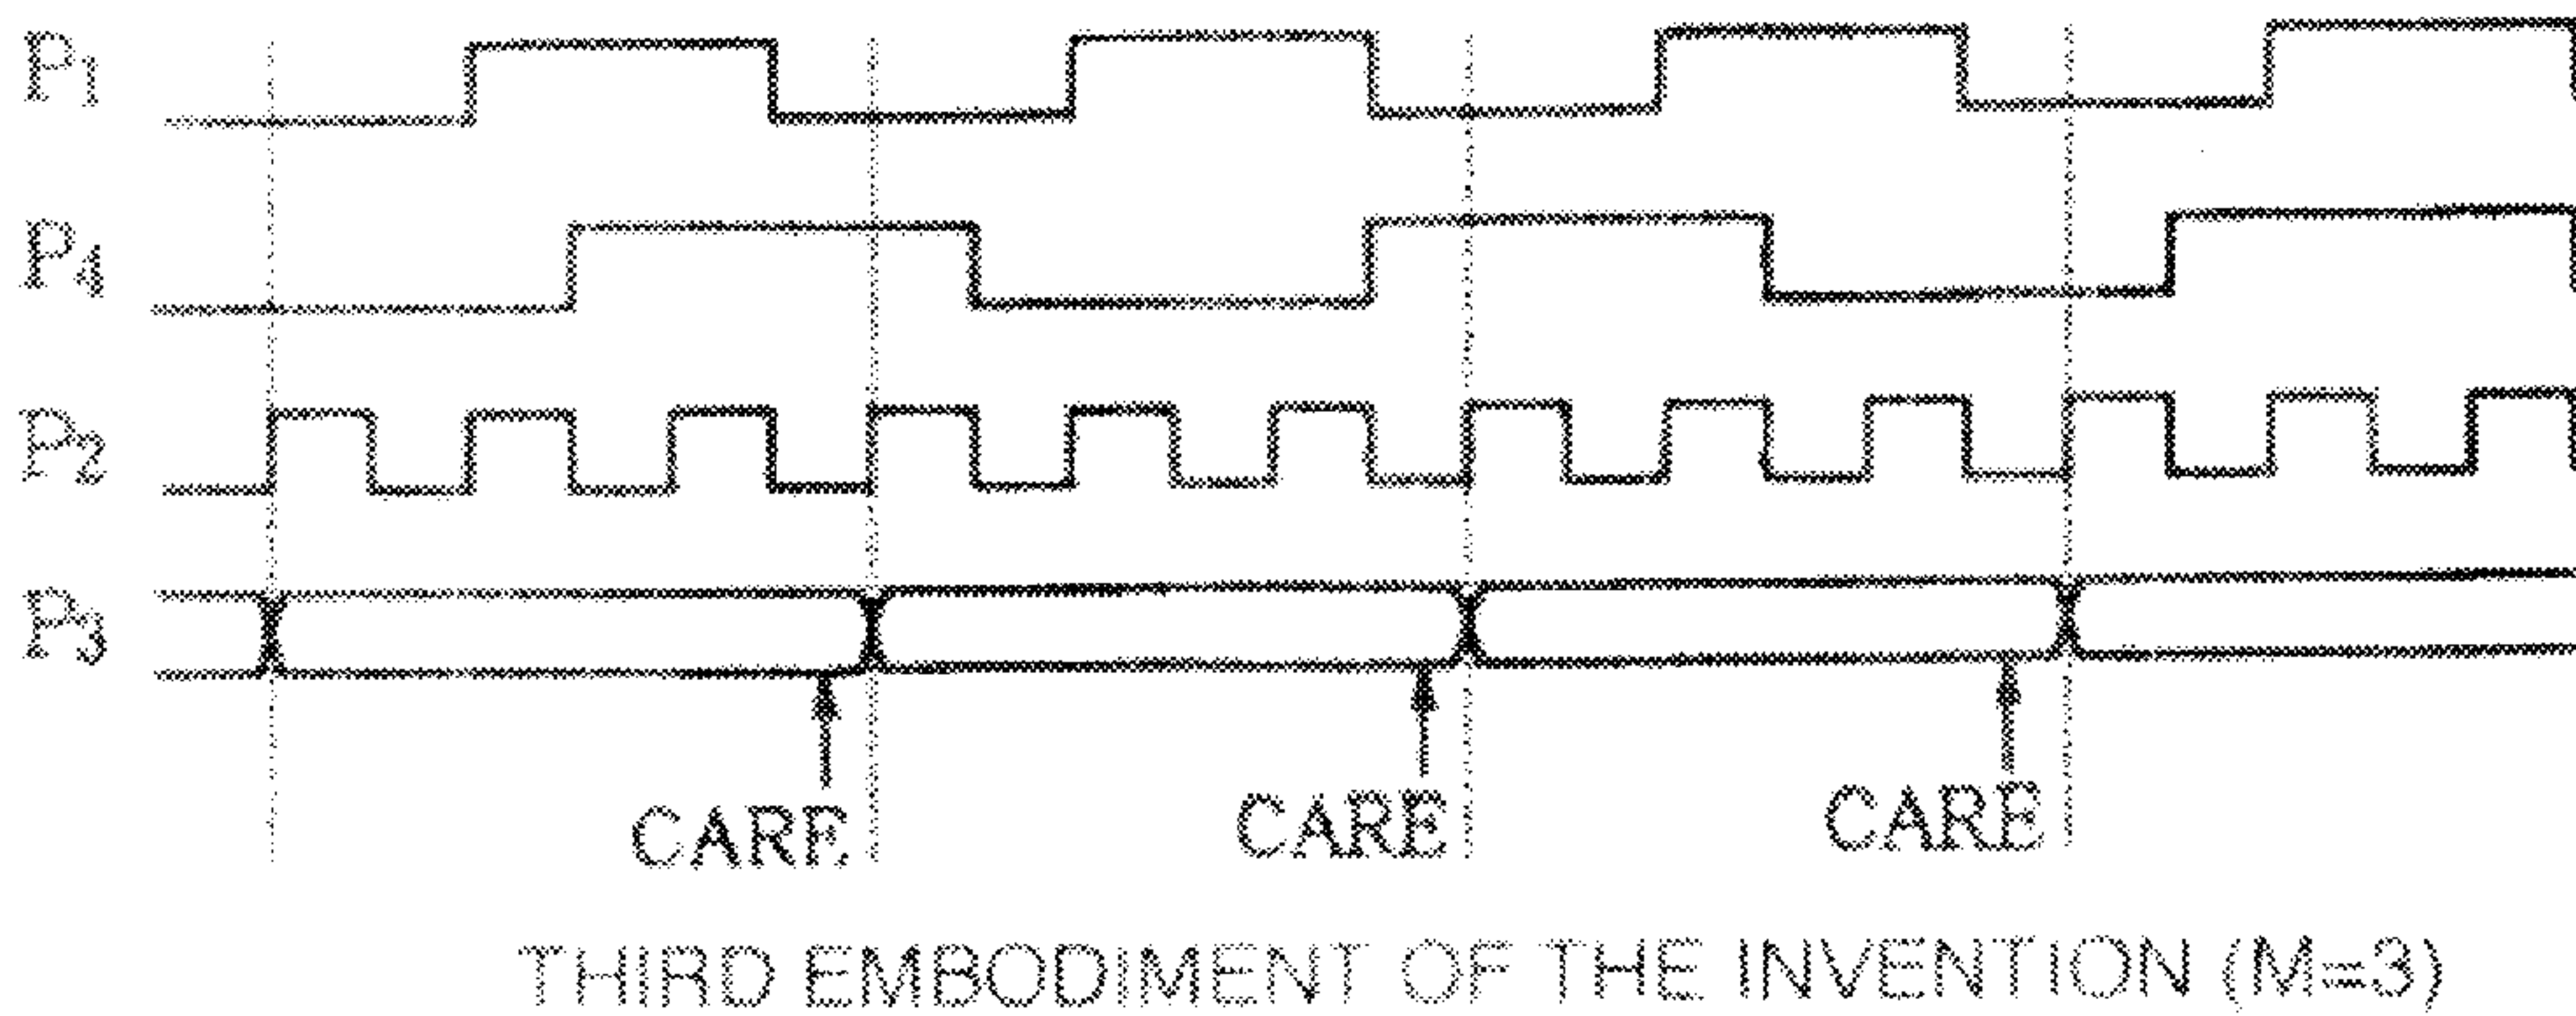 P1
P4
P2
P3
CARE CARE CARE
THIRD EMBODIMENT OF THE INVENTION (M=3)